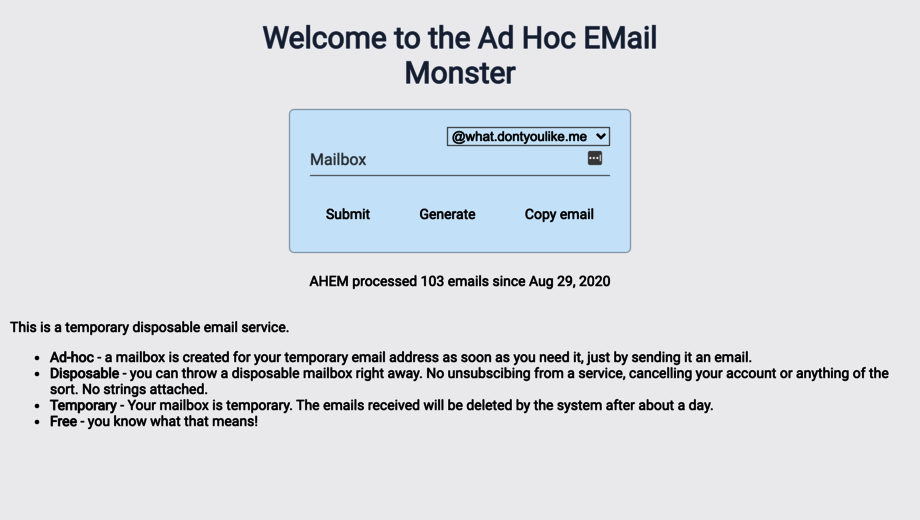 Welcome to the Ad Hoc EMail
Monster
@what.dontyoulike.me
Mailbox
Submit Generate Copy email
AHEM processed 103 emails since Aug 29, 2020
This is a temporary disposable email service.
• Ad-hoc - a mailbox is created for your temporary email address as soon as you need it, just by sending it an email.
• Disposable - you can throw a disposable mailbox right away. No unsubscibing from a service, cancelling your account or anything of the
sort. No strings attached.
• Temporary - Your mailbox is temporary. The emails received will be deleted by the system after about a day.
• Free - you know what that means!